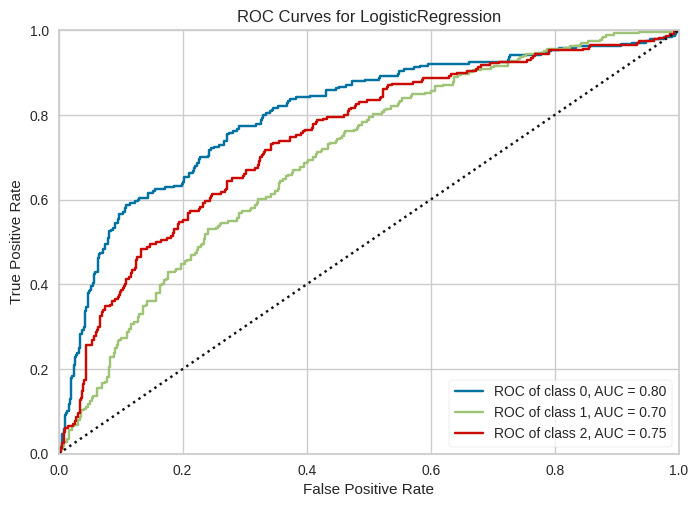 ROC Curves for LogisticRegression
True Positive Rate
1.0
0.8
0.6
0.4
0.2
0.0
ROC of class 0, AUC = 0.80
ROC of class 1, AUC = 0.70
ROC of class 2, AUC = 0.75
0.0 0.2 0.4 0.6 0.8 1.0
False Positive Rate